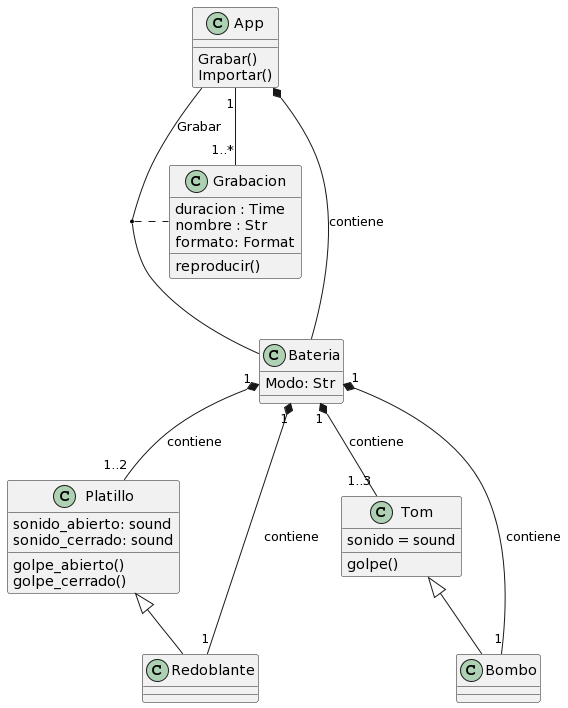 C App
Grabar()
Importar()
1
Grabar
1..*
C Grabacion
duracion : Time
nombre : Str
formato: Format
reproducir()
contiene
C Bateria
Modo: Str
1
1
1
1
contiene
contiene
1..2
1..3
C Platillo
sonido_abierto: sound
sonido_cerrado: sound
golpe_abierto()
golpe_cerrado()
C Tom
sonido = sound
golpe()
contiene
contiene
1
1
C Redoblante
C Bombo